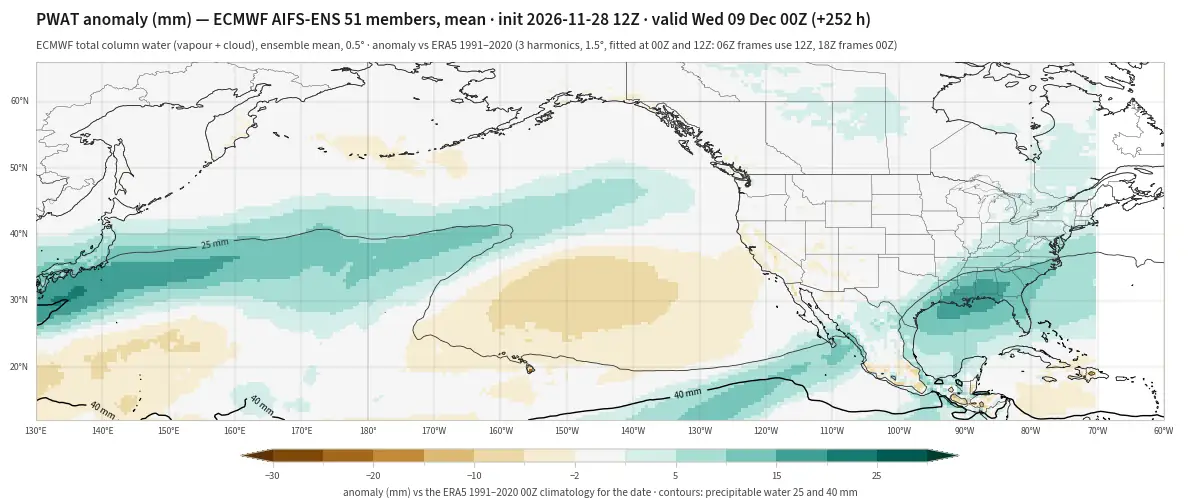 PWAT anomaly (mm) — ECMWF AIFS-ENS 51 members, mean · init 2026-11-28 12Z · valid Wed 09 Dec 00Z (+252 h)
ECMWF total column water (vapour + cloud), ensemble mean, 0.5° · anomaly vs ERA5 1991–2020 (3 harmonics, 1.5°, fitted at 00Z and 12Z: 06Z frames use 12Z, 18Z frames 00Z)
60°N
50°N
40°N
30°N
20°N
25 mm
40 mm
40 mm
40 mm
130°E 140°E 150°E 160°E 170°E 180° 170°W 160°W 150°W 140°W 130°W 120°W 110°W 100°W 90°W 80°W 70°W 60°W
−30 −20 −10 −2 5 15 25
anomaly (mm) vs the ERA5 1991–2020 00Z climatology for the date · contours: precipitable water 25 and 40 mm